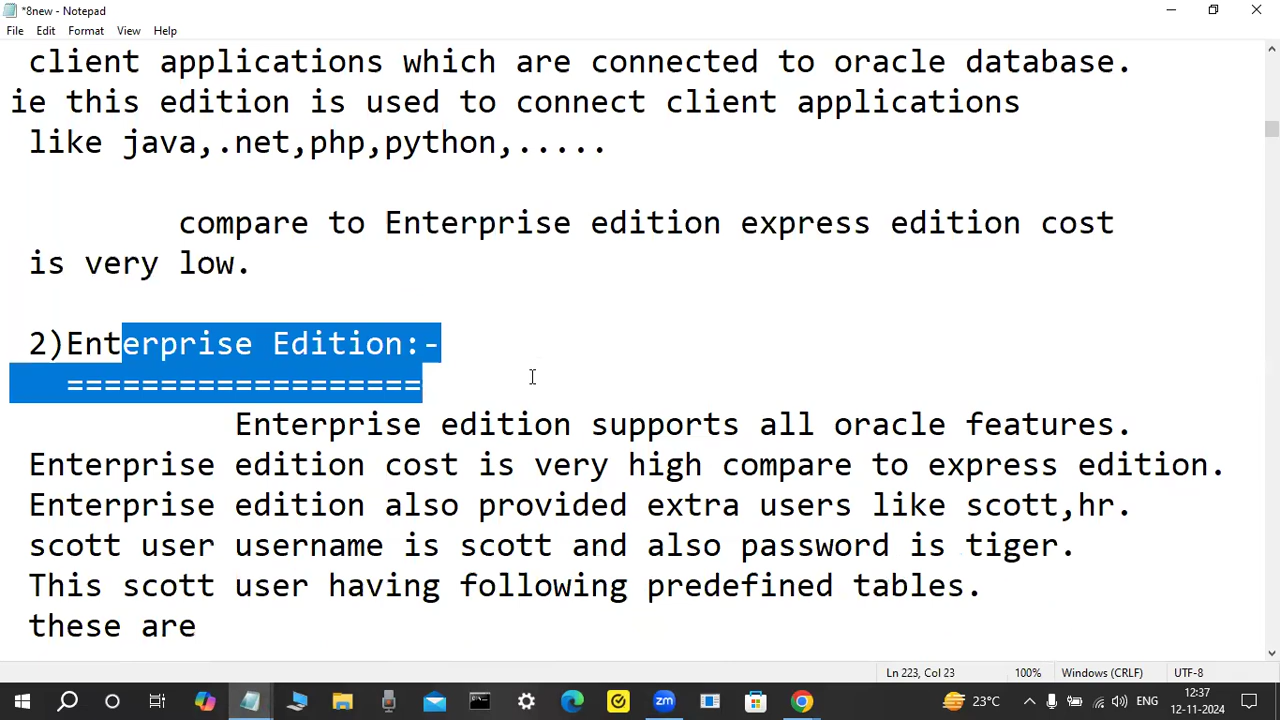 *8new - Notepad
File Edit Format View Help
client applications which are connected to oracle database.
ie this edition is used to connect client applications
like java,.net,php,python,.....
compare to Enterprise edition express edition cost
is very low.
2)Enterprise Edition:-
===================
Enterprise edition supports all oracle features.
Enterprise edition cost is very high compare to express edition.
Enterprise edition also provided extra users like scott,hr.
scott user username is scott and also password is tiger.
This scott user having following predefined tables.
these are
Ln 223, Col 23 100% Windows (CRLF) UTF-8
zm 23°C ENG 12:37
12-11-2024